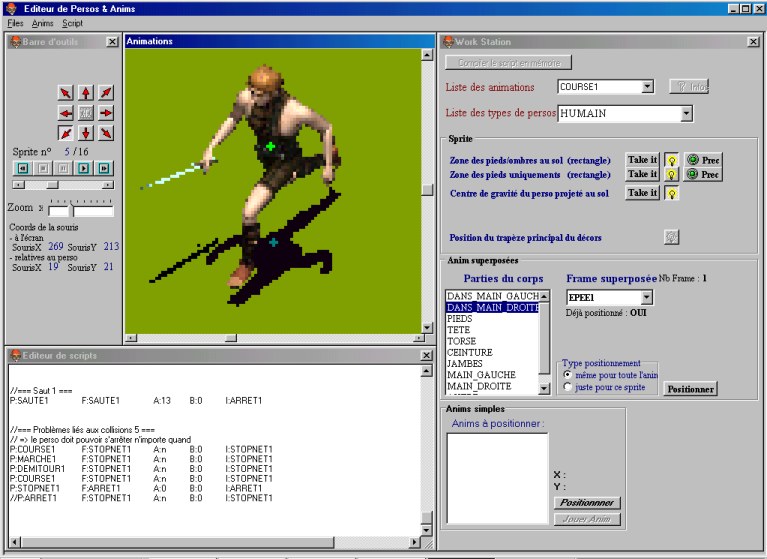 Editeur de Persos & Anims
Files Anims Script
Barre d'outils
Sprite n° 5 / 16
Zoom x
Coords de la souris
- à l'écran
SourisX 269 SourisY 213
- relatives au perso
SourisX 19 SourisY 21
Animations
Work Station
Compiler le script en mémoire
Liste des animations COURSE1 Infos
Liste des types de persos HUMAIN
Sprite
Zone des pieds/ombres au sol (rectangle) Take it Prec
Zone des pieds uniquements (rectangle) Take it Prec
Centre de gravité du perso projeté au sol Take it
Position du trapèze principal du décors
Anim superposées
Parties du corps
DANS_MAIN_GAUCH
DANS_MAIN_DROITE
PIEDS
TETE
TORSE
CEINTURE
JAMBES
MAIN_GAUCHE
MAIN_DROITE
Frame superposée Nb Frame : 1
EPEE1
Déjà positionné : OUI
Type positionnement
même pour toute l'anim
juste pour ce sprite
Positionner
Anims simples
Anims à positionner :
X :
Y :
Positionnner
Jouer Anim
Editeur de scripts
//=== Saut 1 ===
P:SAUTE1 F:SAUTE1 A:13 B:0 I:ARRET1
//=== Problèmes liés aux collisions 5 ===
// => le perso doit pouvoir s'arrêter n'importe quand
P:COURSE1 F:STOPNET1 A:n B:0 I:STOPNET1
P:MARCHE1 F:STOPNET1 A:n B:0 I:STOPNET1
P:DEMITOUR1 F:STOPNET1 A:n B:0 I:STOPNET1
P:COURSE1 F:STOPNET1 A:n B:0 I:STOPNET1
P:STOPNET1 F:ARRET1 A:0 B:0 I:STOPNET1
//P:ARRET1 F:STOPNET1 A:n B:0 I:STOPNET1